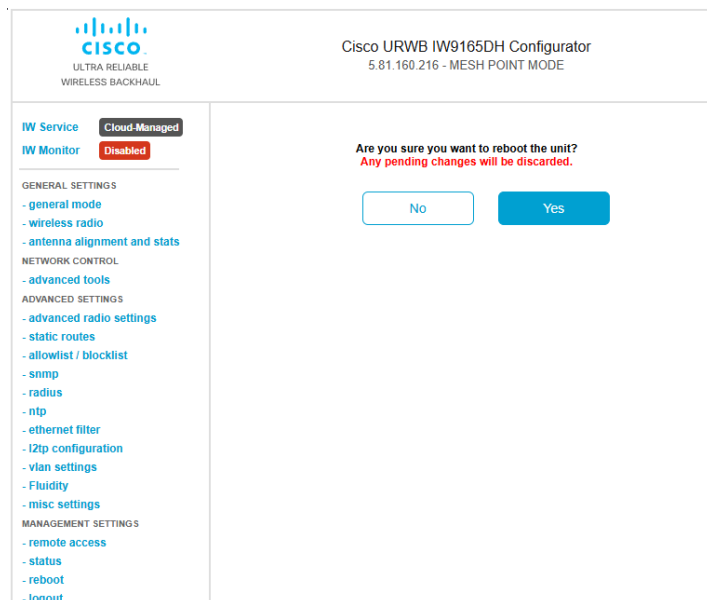 CISCO
ULTRA RELIABLE
WIRELESS BACKHAUL
Cisco URWB IW9165DH Configurator
5.81.160.216 - MESH POINT MODE
IW Service Cloud-Managed
IW Monitor Disabled
GENERAL SETTINGS
- general mode
- wireless radio
- antenna alignment and stats
NETWORK CONTROL
- advanced tools
ADVANCED SETTINGS
- advanced radio settings
- static routes
- allowlist / blocklist
- snmp
- radius
- ntp
- ethernet filter
- l2tp configuration
- vlan settings
- Fluidity
- misc settings
MANAGEMENT SETTINGS
- remote access
- status
- reboot
- logout
Are you sure you want to reboot the unit?
Any pending changes will be discarded.
No Yes